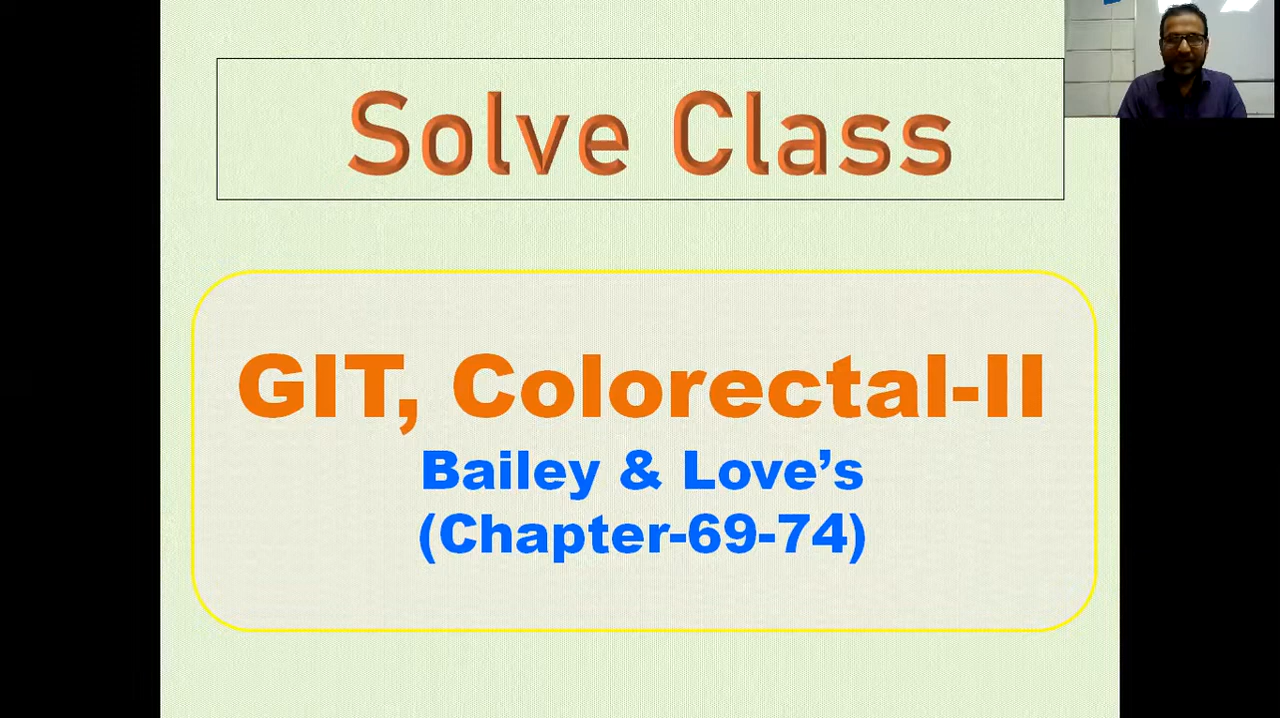 Solve Class
GIT, Colorectal-II
Bailey & Love’s
(Chapter-69-74)